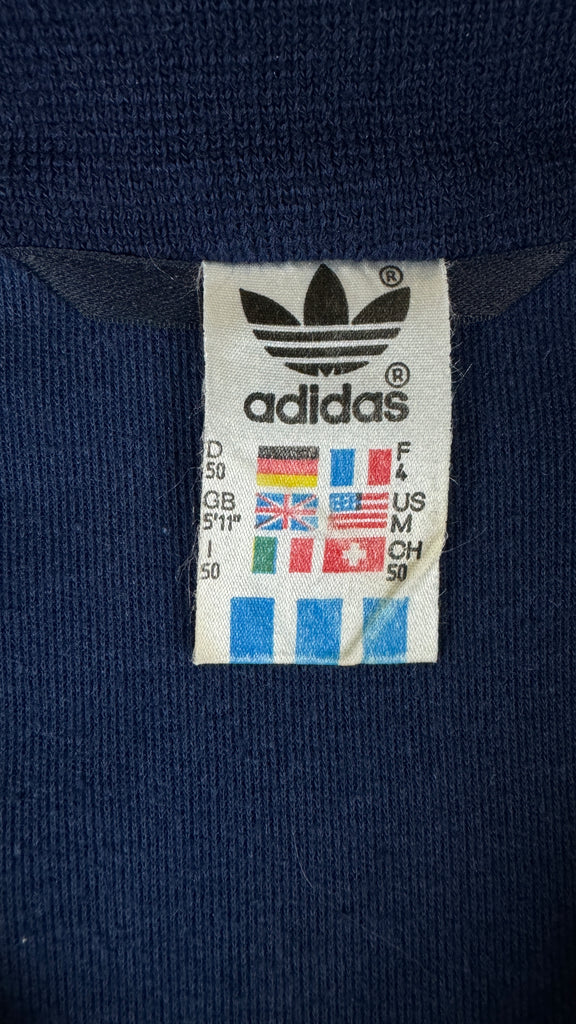 ®
adidas®
D 50 F 4
GB 5'11" US M
I 50 CH 50